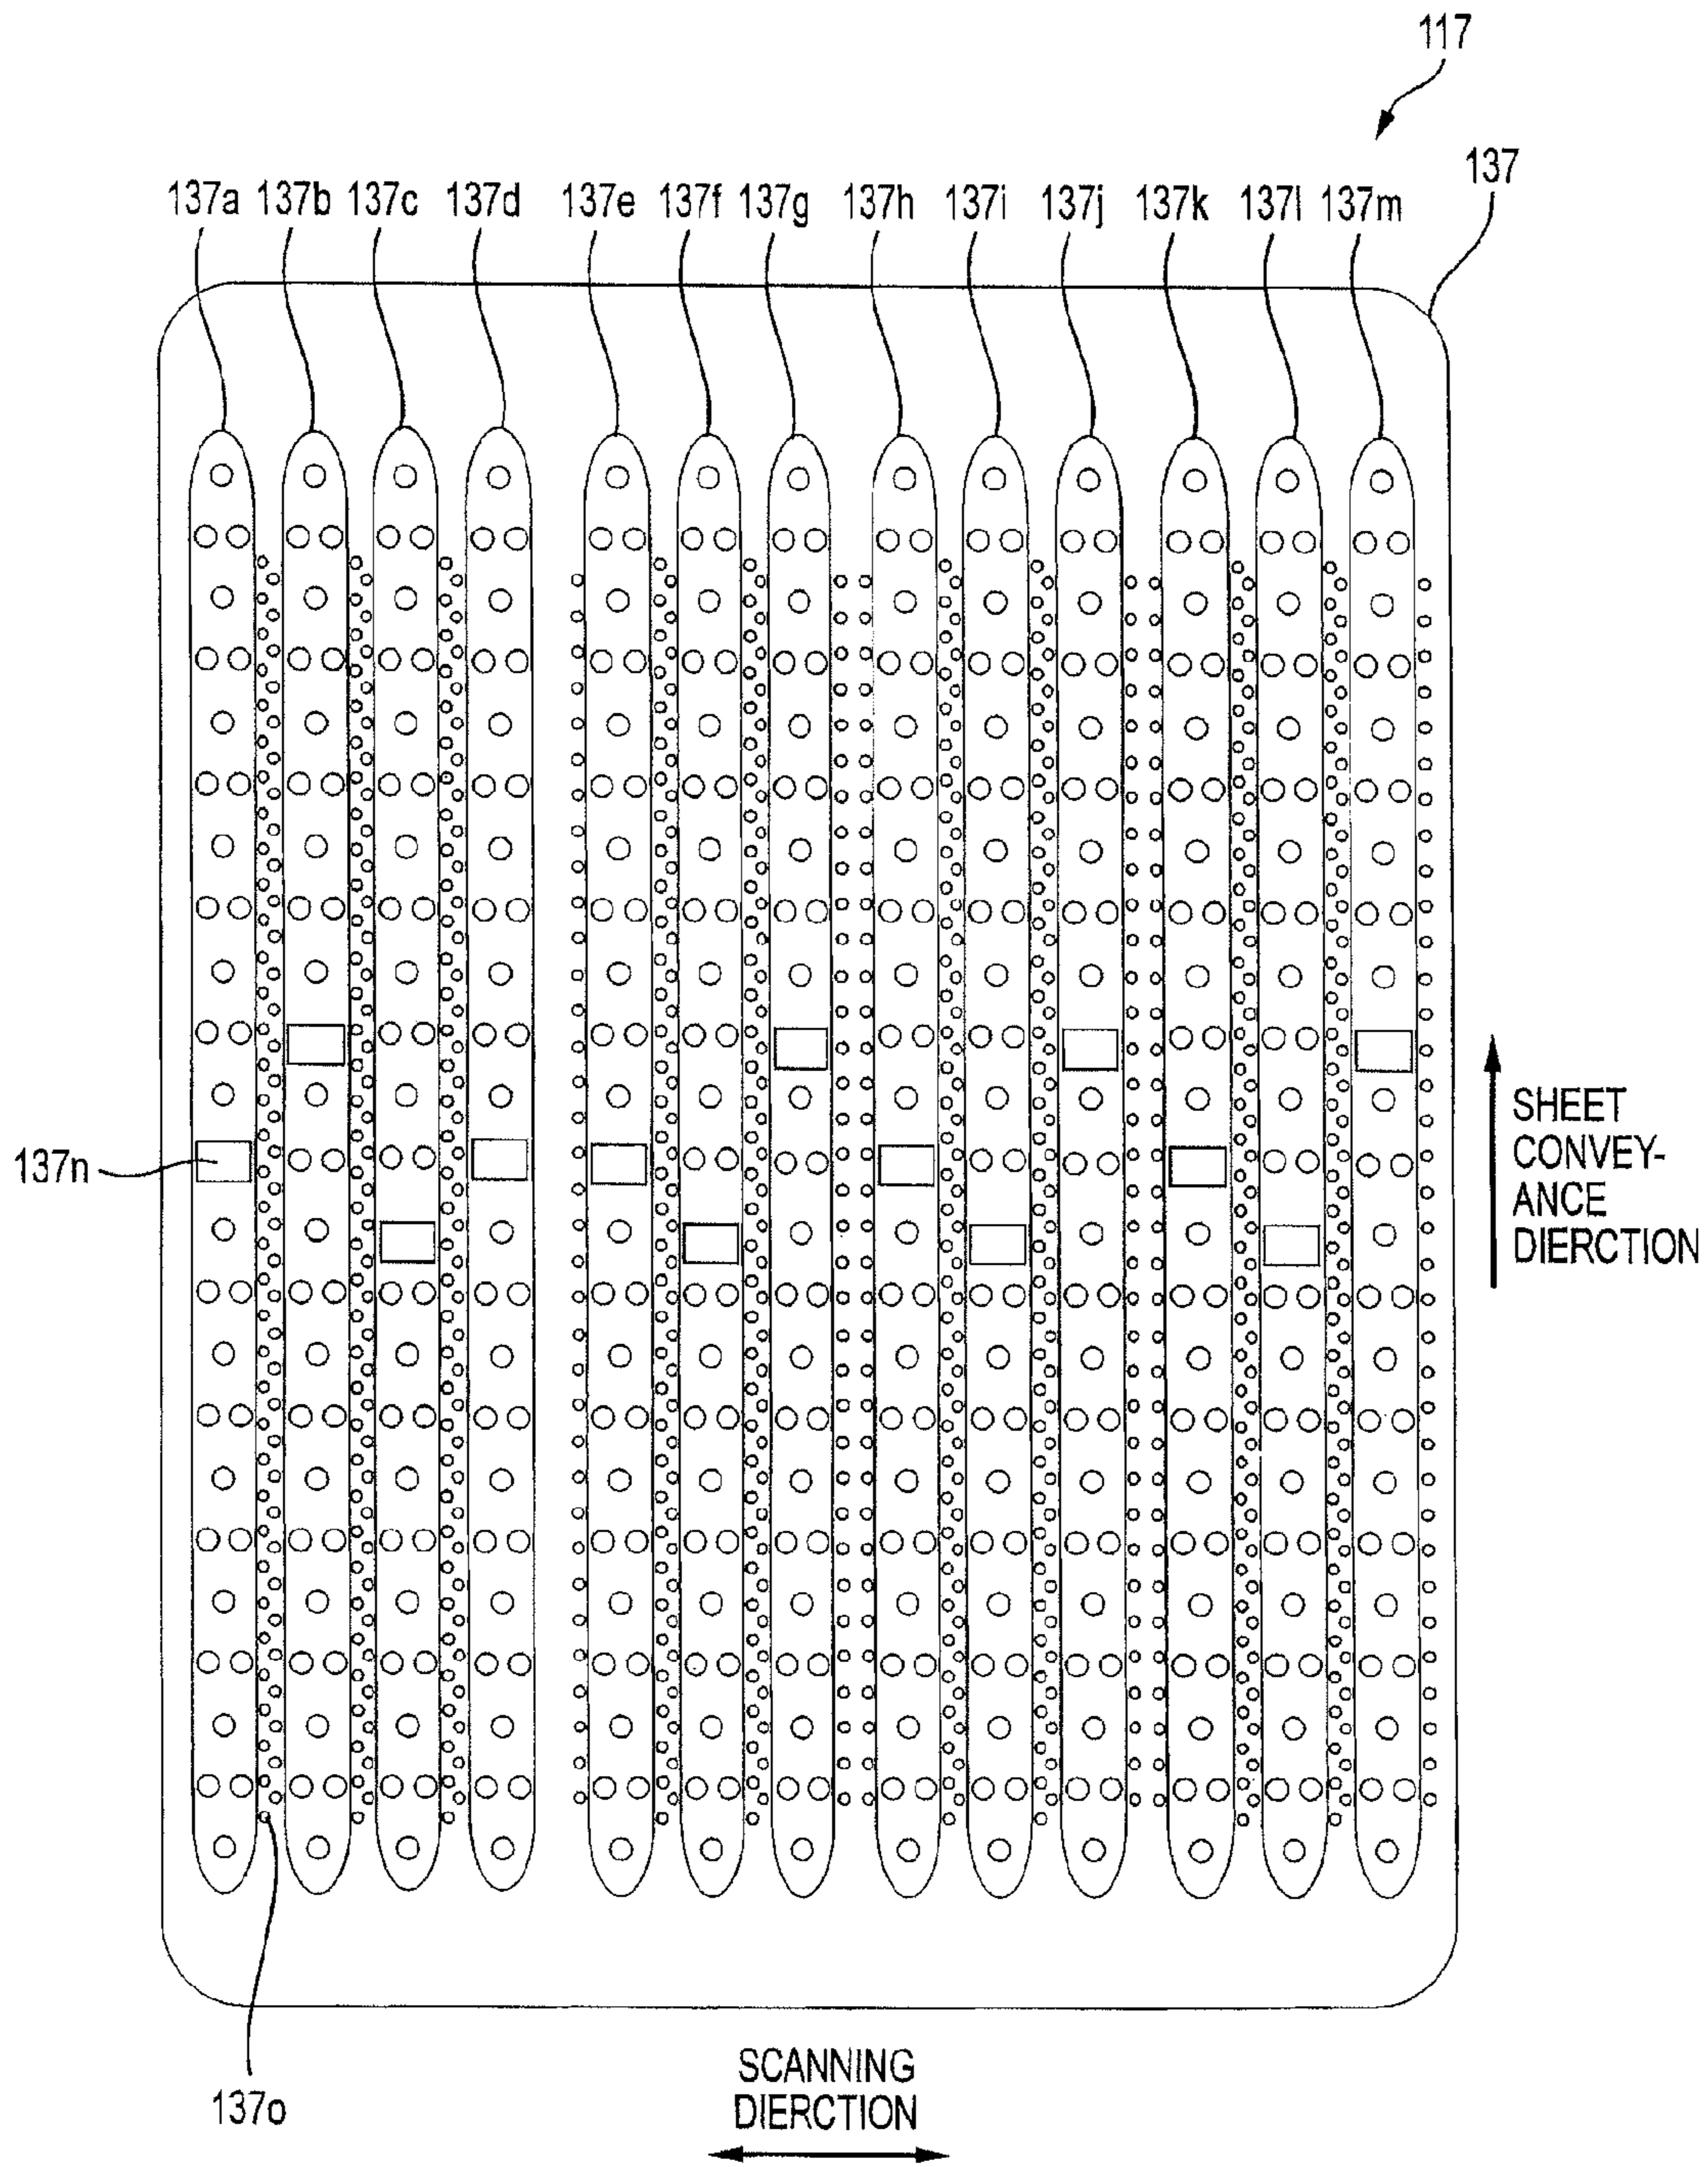 117
137
137a 137b 137c 137d 137e 137f 137g 137h 137i 137j 137k 137l 137m
137n
SHEET
CONVEY-
ANCE
DIERCTION
137o
SCANNING
DIERCTION